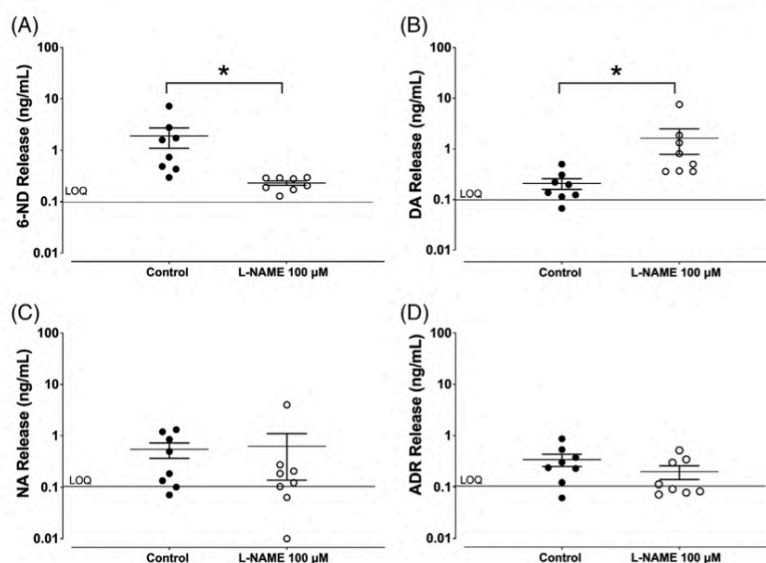 (A)
100
10
1
0.1
0.01
6-ND Release (ng/mL)
*
LOQ
Control
L-NAME 100 µM
(B)
100
10
1
0.1
0.01
DA Release (ng/mL)
*
LOQ
Control
L-NAME 100 µM
(C)
100
10
1
0.1
0.01
NA Release (ng/mL)
LOQ
Control
L-NAME 100 µM
(D)
100
10
1
0.1
0.01
ADR Release (ng/mL)
LOQ
Control
L-NAME 100 µM